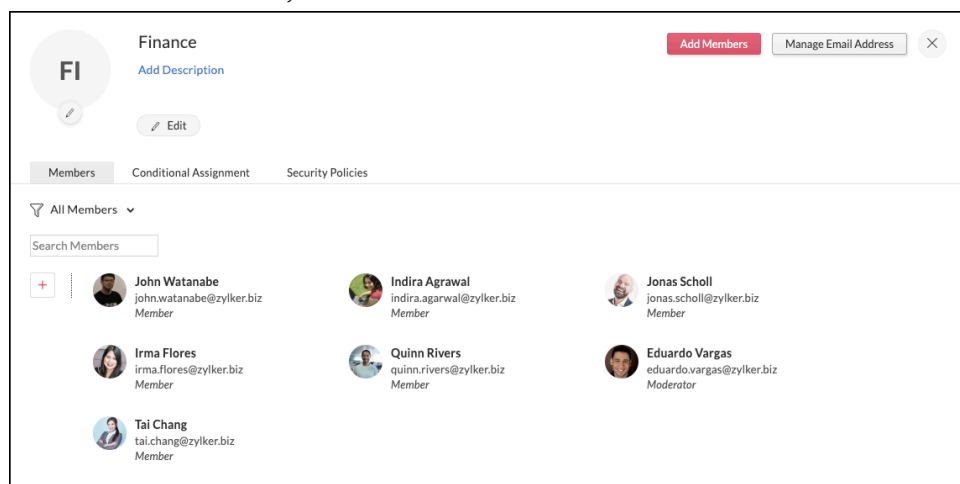 Finance
Add Members
Manage Email Address
FI
Add Description
Edit
Members
Conditional Assignment
Security Policies
All Members
Search Members
John Watanabe
john.watanabe@zylker.biz
Member
Indira Agrawal
indira.agarwal@zylker.biz
Member
Jonas Scholl
jonas.scholl@zylker.biz
Member
Irma Flores
irma.flores@zylker.biz
Member
Quinn Rivers
quinn.rivers@zylker.biz
Member
Eduardo Vargas
eduardo.vargas@zylker.biz
Moderator
Tai Chang
tai.chang@zylker.biz
Member